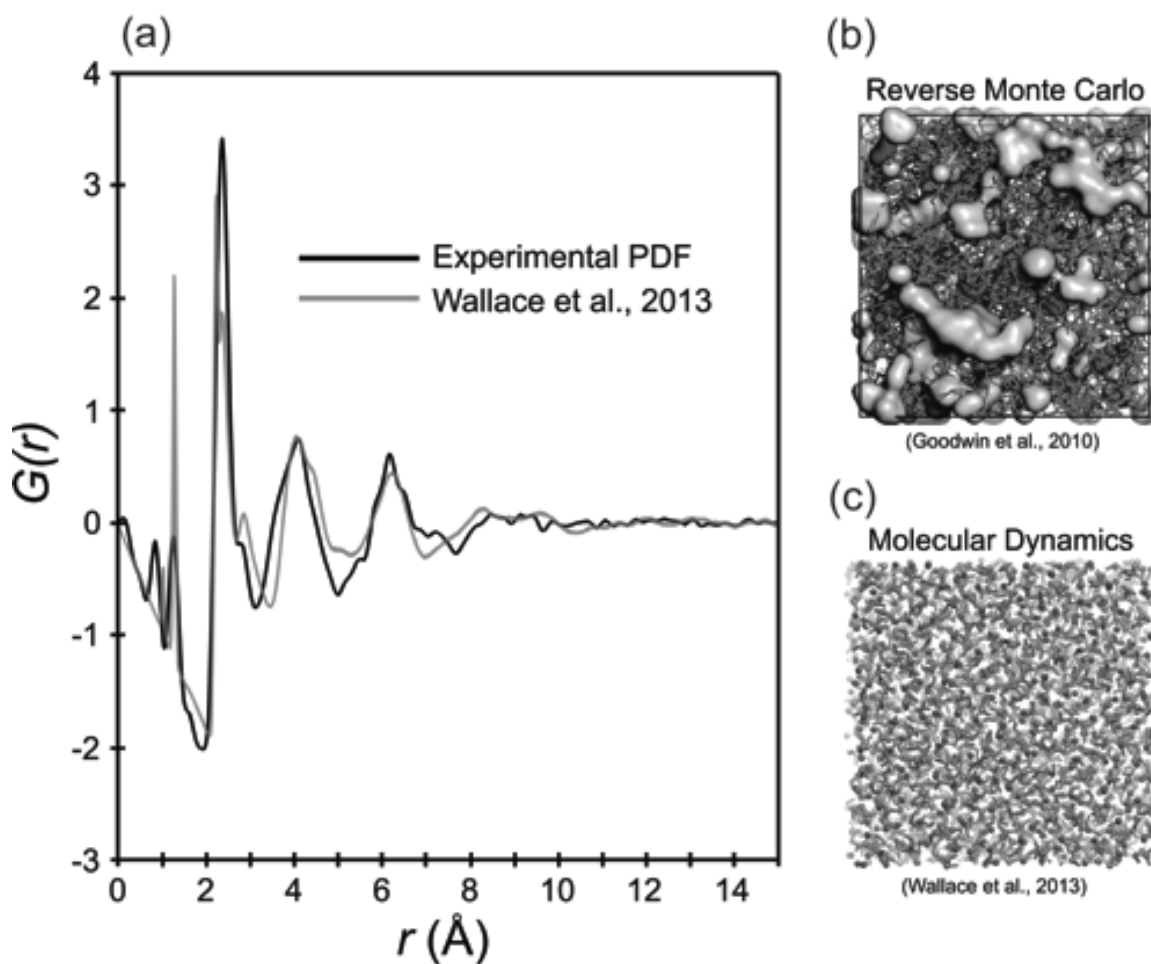 (a)
4
3
2
1
0
-1
-2
-3
G(r)
Experimental PDF
Wallace et al., 2013
0 2 4 6 8 10 12 14
r (Å)
(b)
Reverse Monte Carlo
(Goodwin et al., 2010)
(c)
Molecular Dynamics
(Wallace et al., 2013)